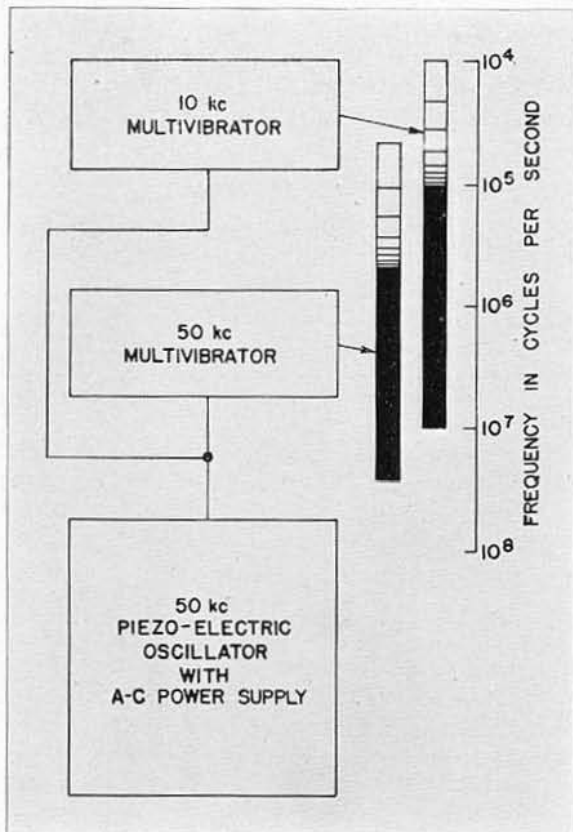 10 kc
MULTIVIBRATOR
50 kc
MULTIVIBRATOR
50 kc
PIEZO-ELECTRIC
OSCILLATOR
WITH
A-C POWER SUPPLY
10⁴
10⁵
10⁶
10⁷
10⁸
FREQUENCY IN CYCLES PER SECOND